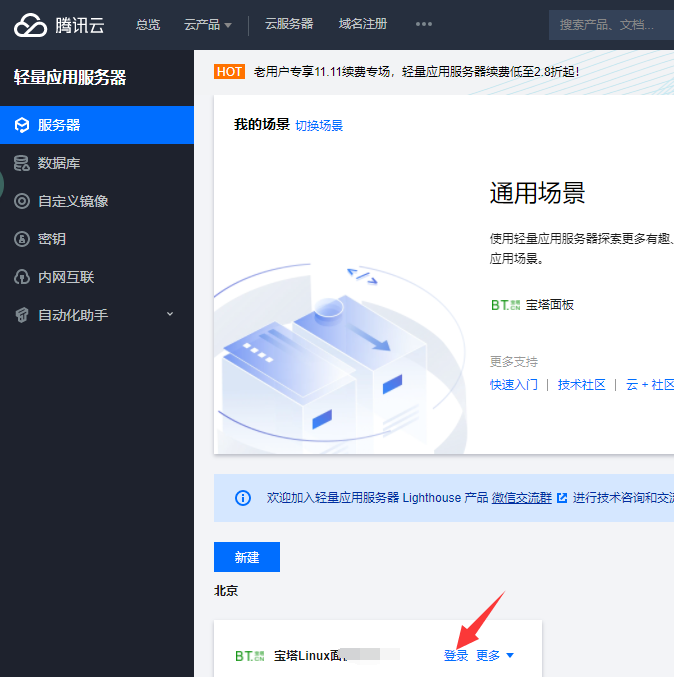 腾讯云 总览 云产品 云服务器 域名注册 ••• 搜索产品、文档...
轻量应用服务器
服务器
数据库
自定义镜像
密钥
内网互联
自动化助手
HOT 老用户专享11.11续费专场，轻量应用服务器续费低至2.8折起！
我的场景 切换场景
通用场景
使用轻量应用服务器探索更多有趣、
应用场景。
BT.CN 宝塔 宝塔面板
更多支持
快速入门 | 技术社区 | 云 + 社区
</>
欢迎加入轻量应用服务器 Lighthouse 产品 微信交流群 进行技术咨询和交流
新建
北京
BT.CN 宝塔 宝塔Linux面 登录 更多